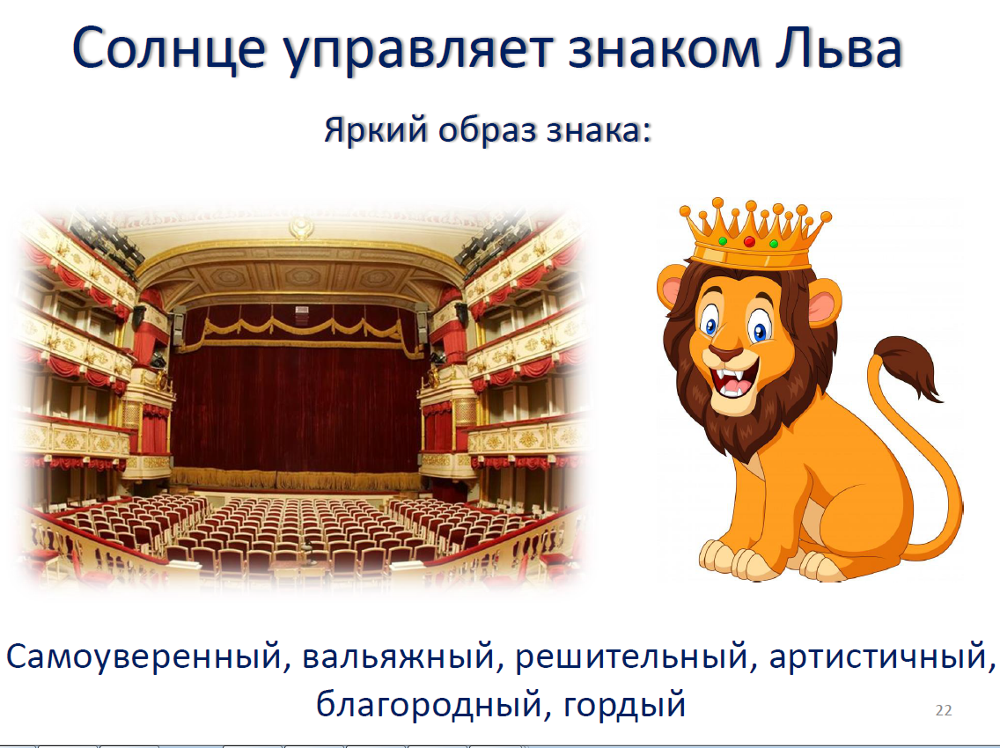 Солнце управляет знаком Льва
Яркий образ знака:
Самоуверенный, вальяжный, решительный, артистичный,
благородный, гордый
22